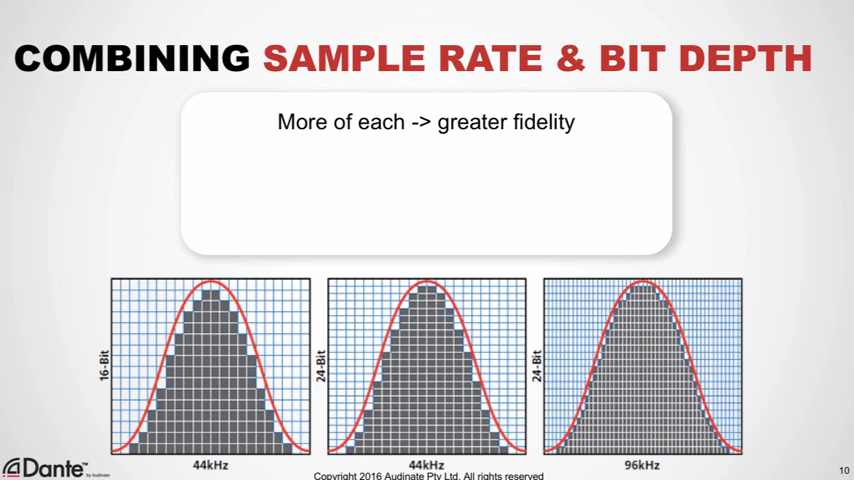 COMBINING SAMPLE RATE & BIT DEPTH
More of each -> greater fidelity
16-Bit
44kHz
24-Bit
44kHz
24-Bit
96kHz
Dante™
by Audinate
Copyright 2016 Audinate Pty Ltd. All rights reserved
10